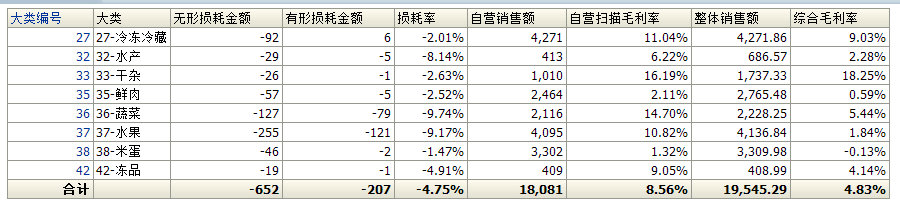 大类编号 大类 无形损耗金额 有形损耗金额 损耗率 自营销售额 自营扫描毛利率 整体销售额 综合毛利率
27 27-冷冻冷藏 -92 6 -2.01% 4,271 11.04% 4,271.86 9.03%
32 32-水产 -29 -5 -8.14% 413 6.22% 686.57 2.28%
33 33-干杂 -26 -1 -2.63% 1,010 16.19% 1,737.33 18.25%
35 35-鲜肉 -57 -5 -2.52% 2,464 2.11% 2,765.48 0.59%
36 36-蔬菜 -127 -79 -9.74% 2,116 14.70% 2,228.25 5.44%
37 37-水果 -255 -121 -9.17% 4,095 10.82% 4,136.84 1.84%
38 38-米蛋 -46 -2 -1.47% 3,302 1.32% 3,309.98 -0.13%
42 42-冻品 -19 -1 -4.91% 409 9.05% 408.99 4.14%
合计 -652 -207 -4.75% 18,081 8.56% 19,545.29 4.83%